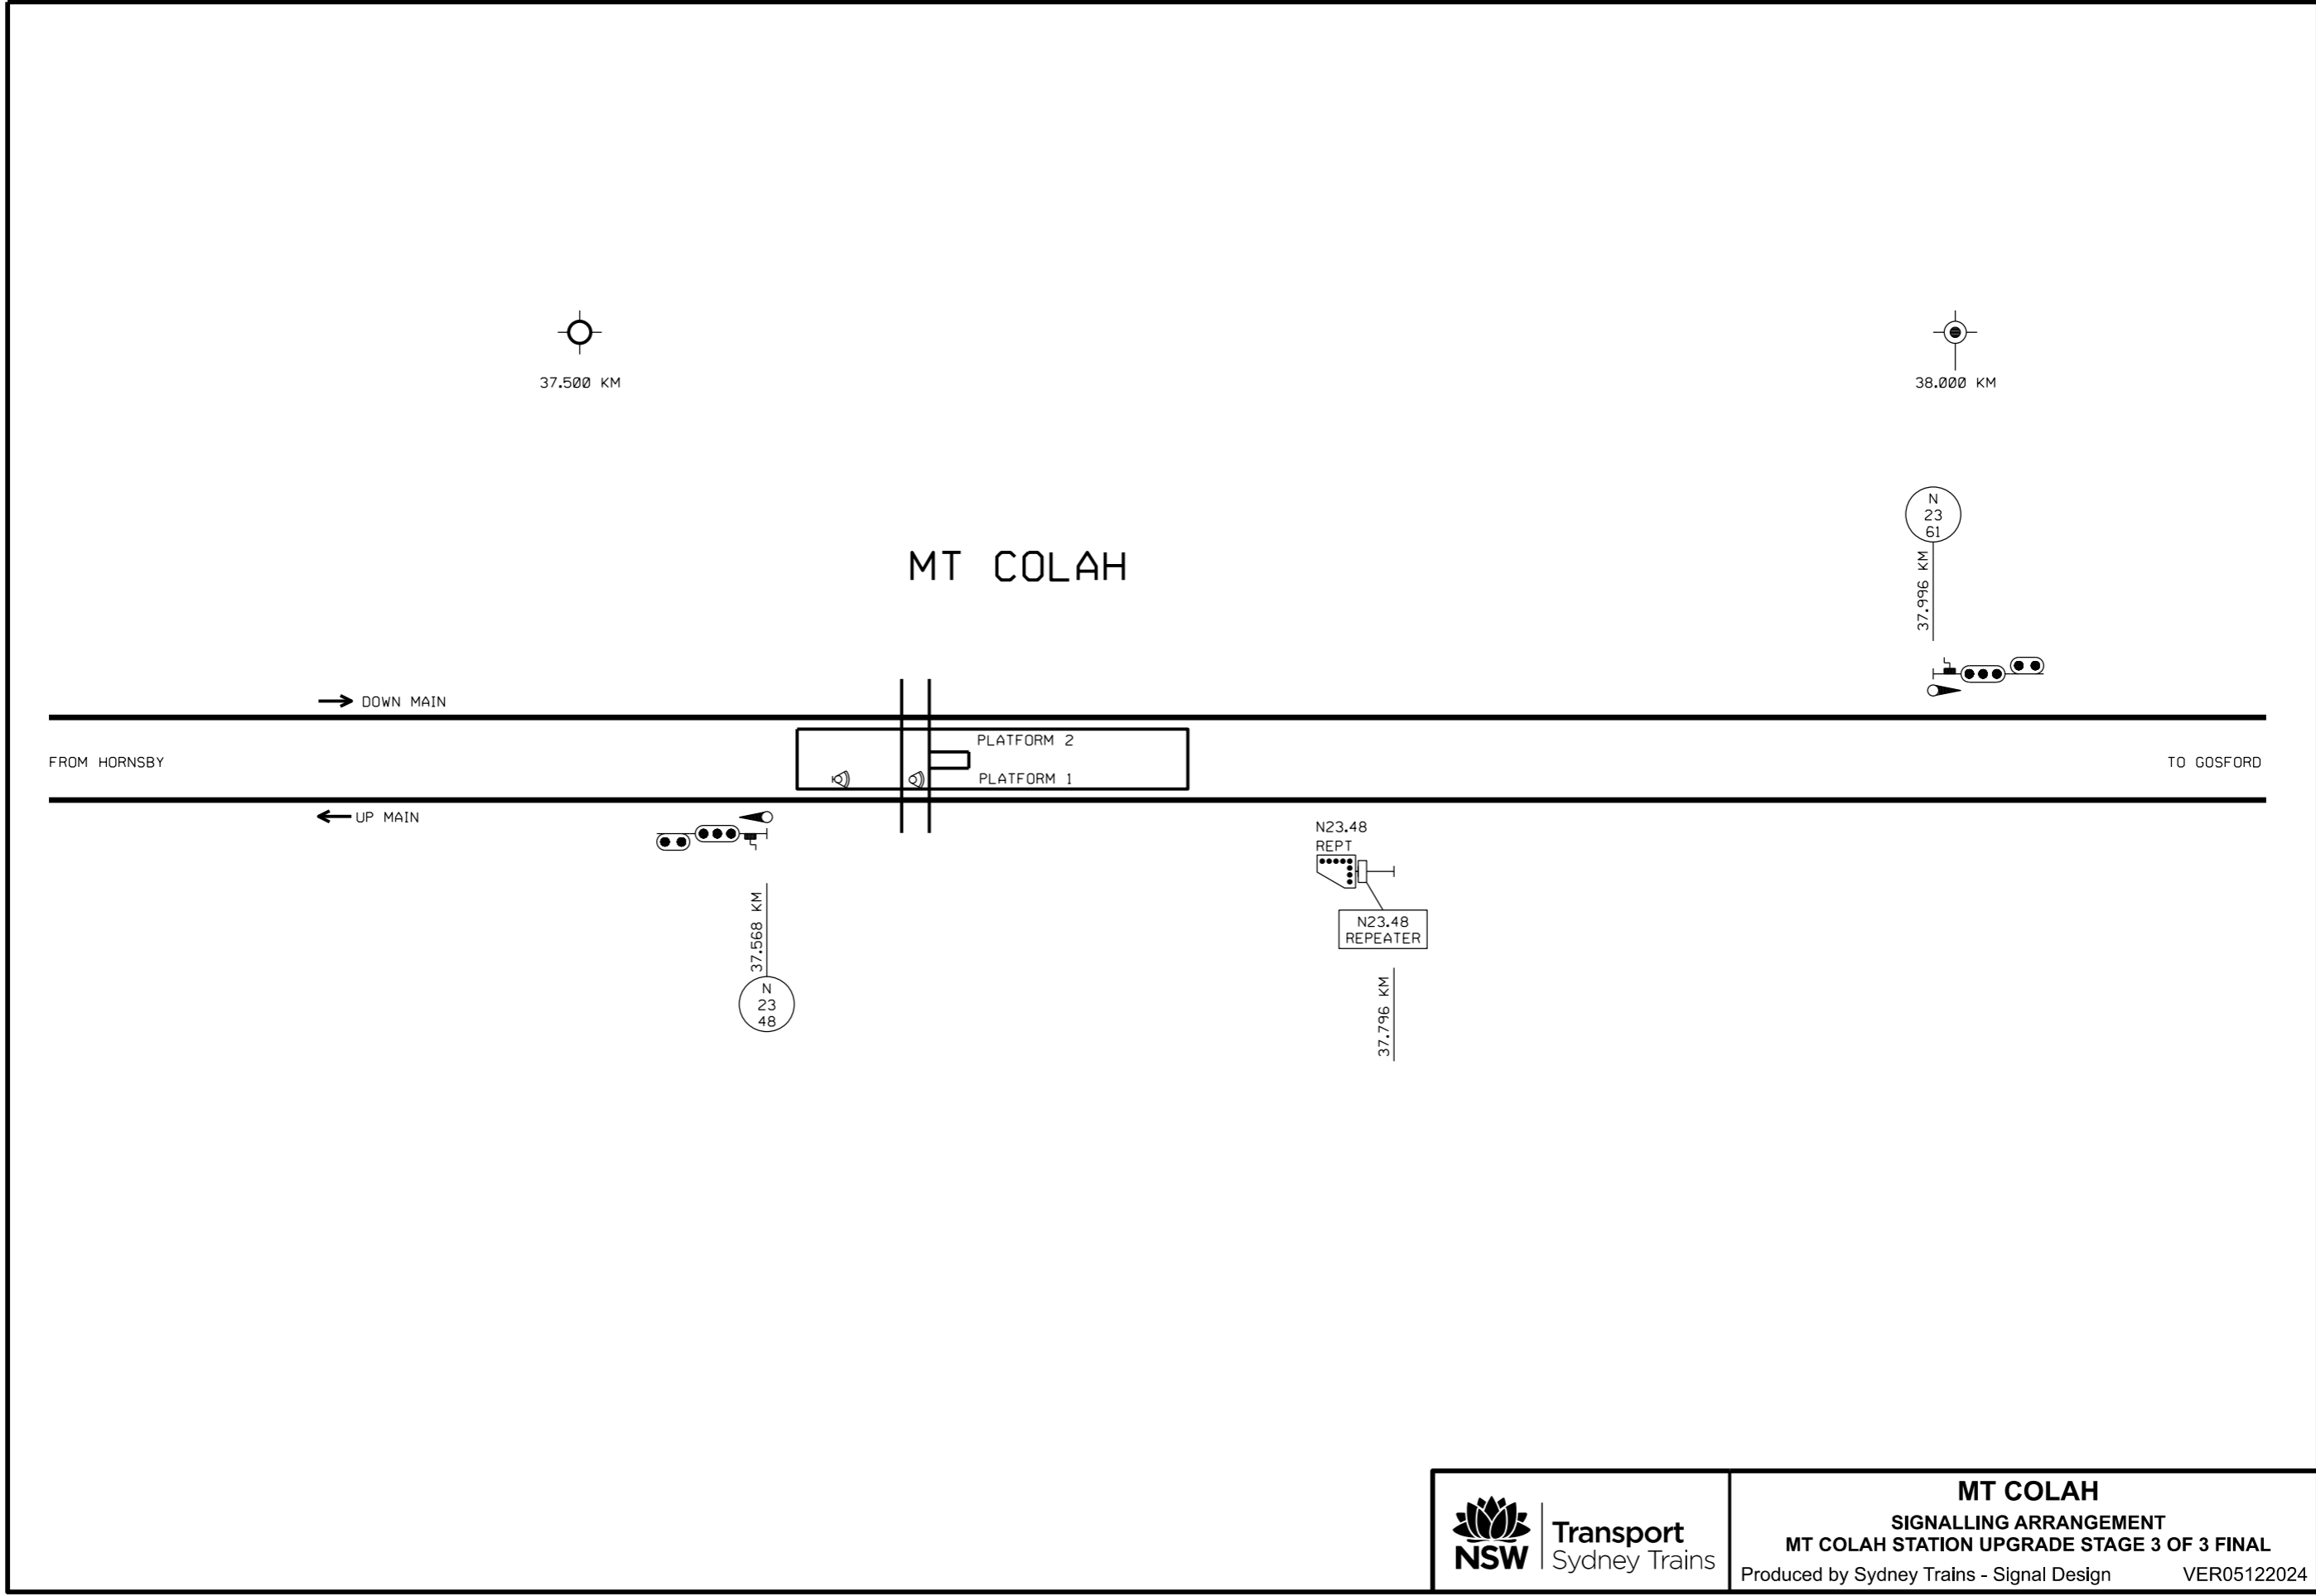 37.500 KM
38.000 KM
N
23
61
37.996 KM
MT COLAH
DOWN MAIN
PLATFORM 2
FROM HORNSBY
TO GOSFORD
PLATFORM 1
UP MAIN
N23.48
REPT
37.568 KM
N
23
48
N23.48
REPEATER
37.796 KM
NSW
Transport
Sydney Trains
MT COLAH
SIGNALLING ARRANGEMENT
MT COLAH STATION UPGRADE STAGE 3 OF 3 FINAL
Produced by Sydney Trains - Signal Design VER05122024